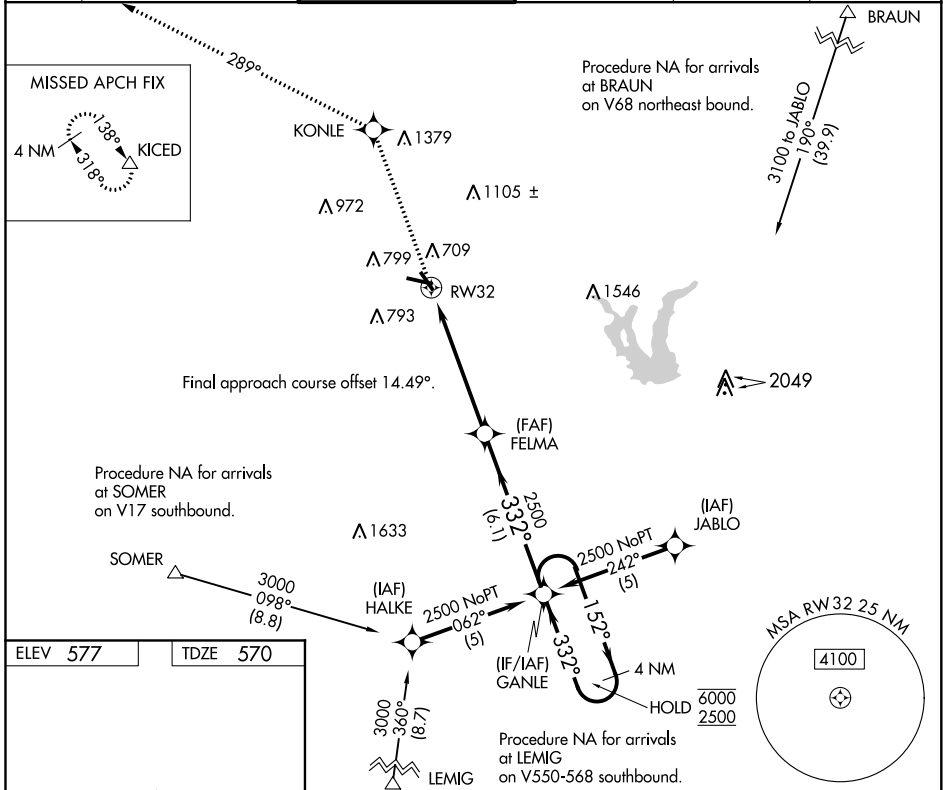 BRAUN
289°
Procedure NA for arrivals
at BRAUN
on V68 northeast bound.
MISSED APCH FIX
138°
4 NM
KICED
318°
KONLE
1379
3100 to JABLO
190°
(39.9)
972
1105 ±
799
709
RW32
1546
793
Final approach course offset 14.49°.
2049
(FAF)
FELMA
Procedure NA for arrivals
at SOMER
on V17 southbound.
2500
332°
(6.1)
(IAF)
JABLO
1633
SOMER
2500 NoPT
242°
(5)
3000
098°
(8.8)
(IAF)
HALKE
2500 NoPT
062°
(5)
152°
MSA RW32 25 NM
4100
ELEV 577
TDZE 570
(IF/IAF)
GANLE
332°
4 NM
HOLD
6000
2500
3000
360°
(8.7)
LEMIG
Procedure NA for arrivals
at LEMIG
on V550-568 southbound.